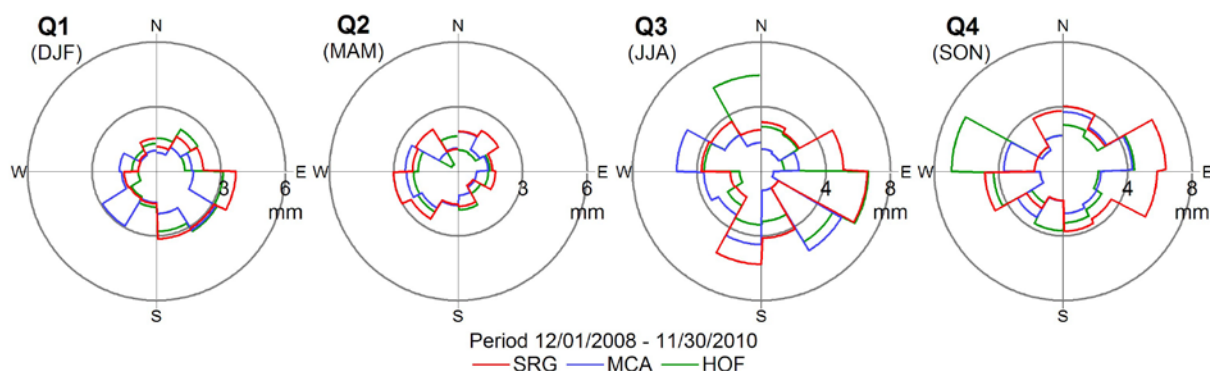 Q1
(DJF)
N
W
E
S
3
6
mm
Q2
(MAM)
N
W
E
S
3
6
mm
Q3
(JJA)
N
W
E
S
4
8
mm
Q4
(SON)
N
W
E
S
4
8
mm
Period 12/01/2008 - 11/30/2010
SRG MCA HOF